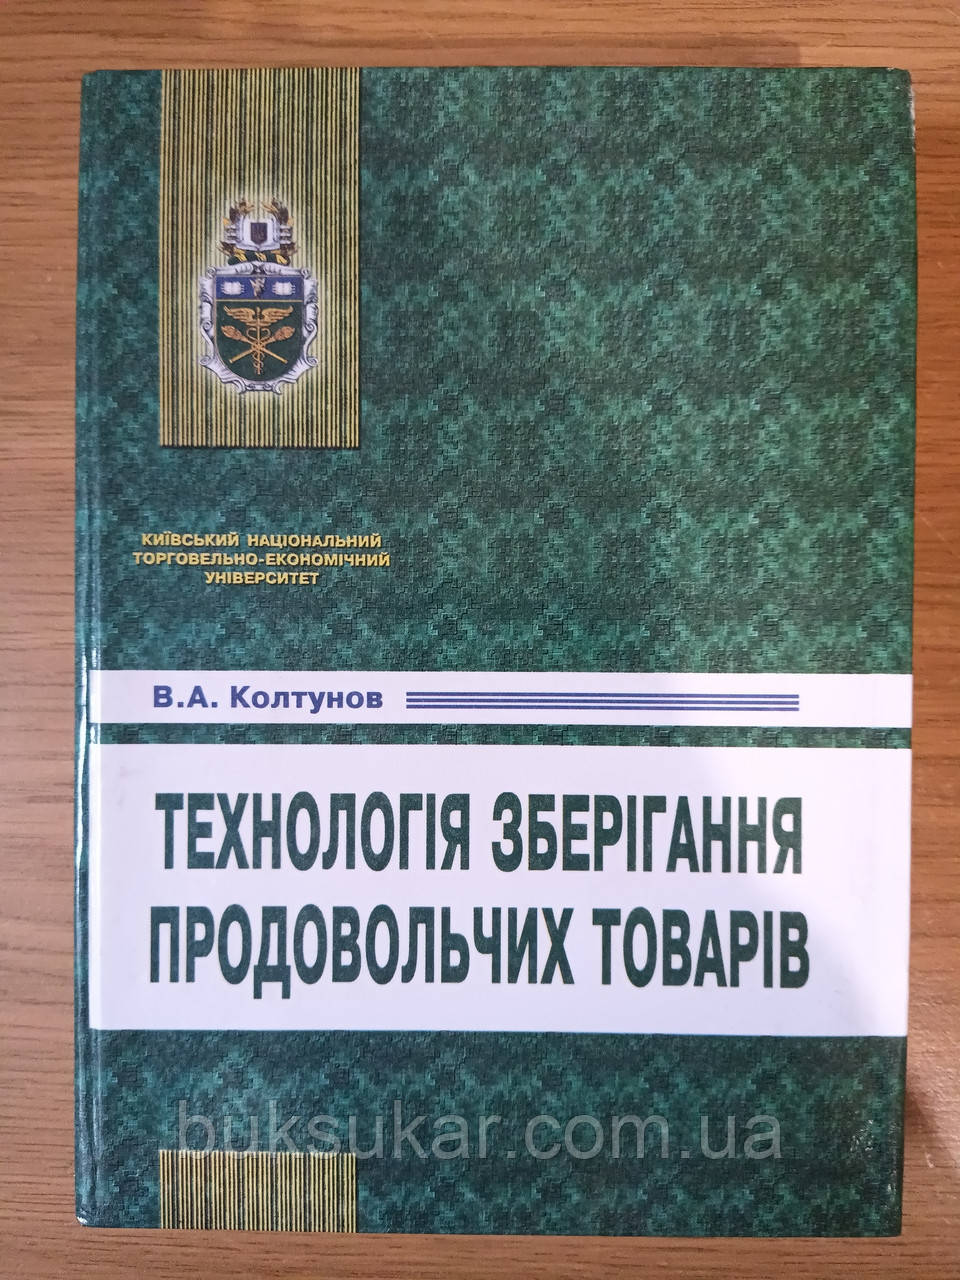 КИЇВСЬКИЙ НАЦІОНАЛЬНИЙ
ТОРГОВЕЛЬНО-ЕКОНОМІЧНИЙ
УНІВЕРСИТЕТ
В.А. Колтунов
ТЕХНОЛОГІЯ ЗБЕРІГАННЯ
ПРОДОВОЛЬЧИХ ТОВАРІВ
buksukar.com.ua